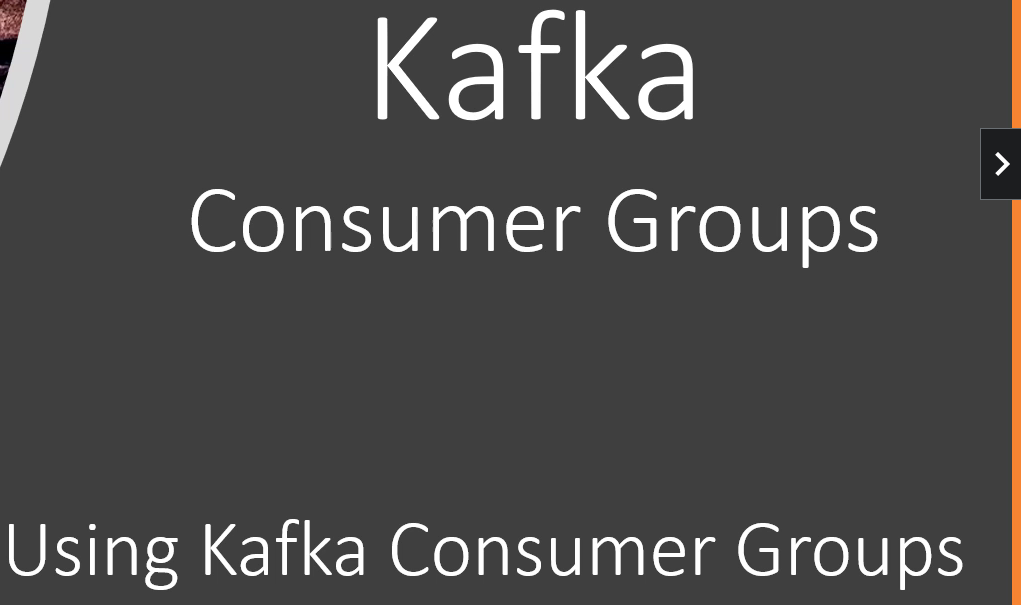 Kafka
Consumer Groups
Using Kafka Consumer Groups